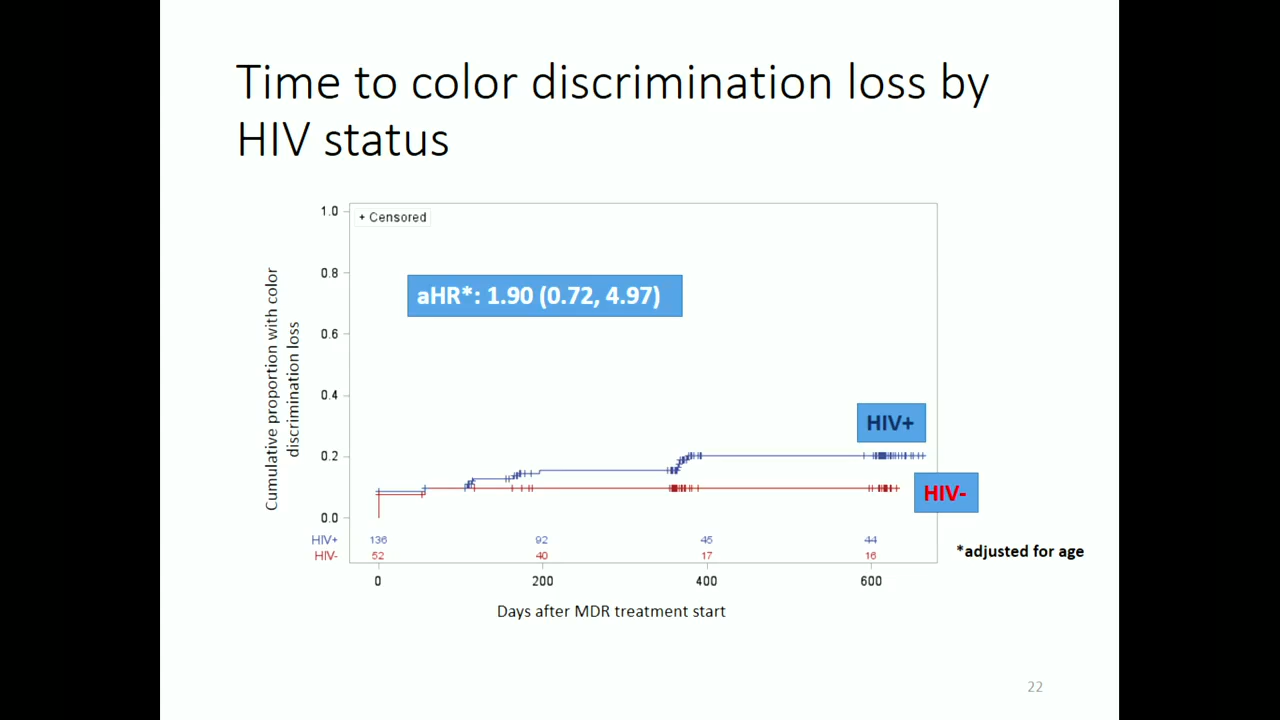 Time to color discrimination loss by
HIV status
1.0
+ Censored
0.8
aHR*: 1.90 (0.72, 4.97)
0.6
0.4
0.2
0.0
Cumulative proportion with color
discrimination loss
HIV+
HIV-
HIV+ 136 92 45 44
HIV- 52 40 17 16
*adjusted for age
0 200 400 600
Days after MDR treatment start
22